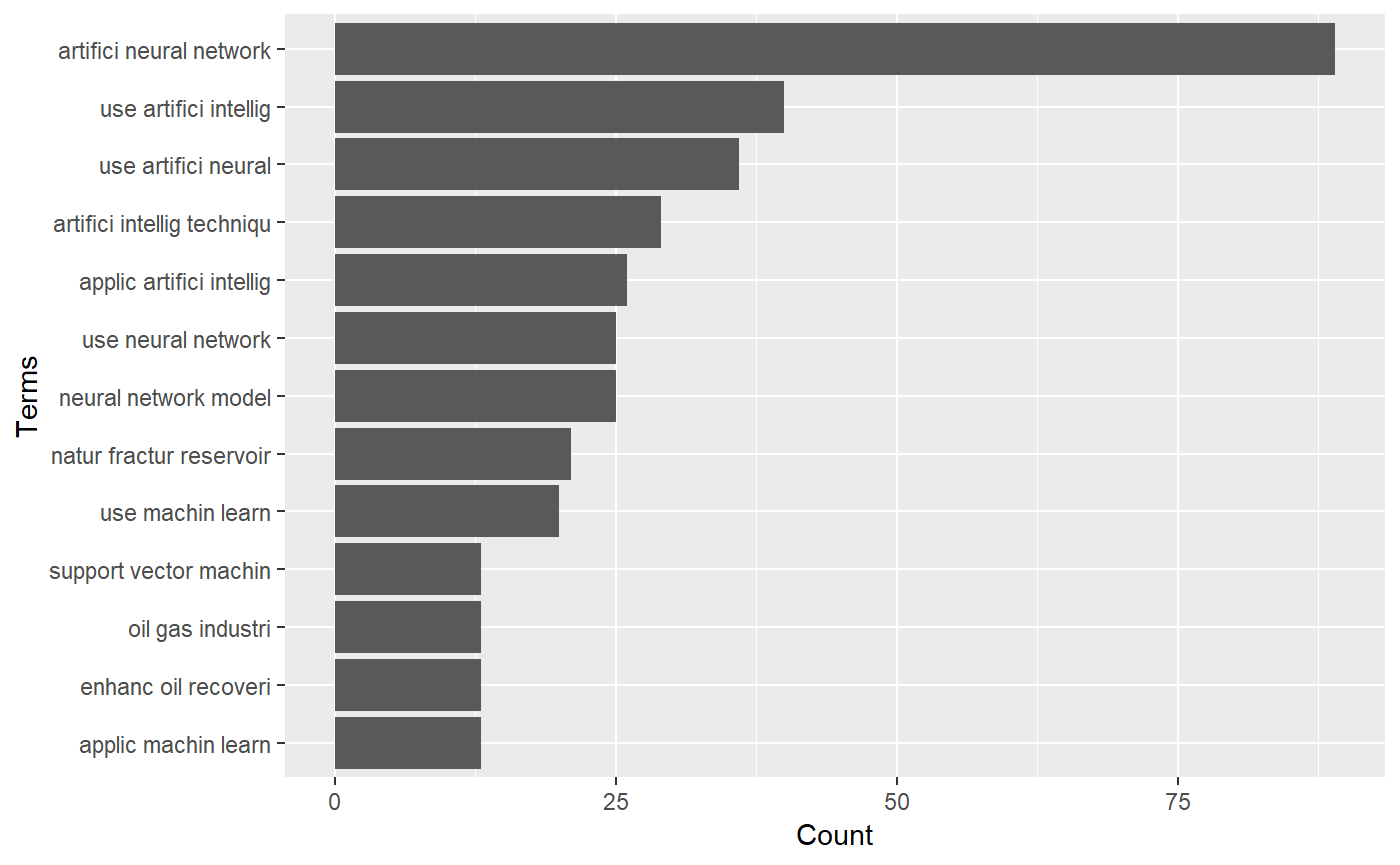 artifici neural network
use artifici intellig
use artifici neural
artifici intellig techniqu
applic artifici intellig
use neural network
neural network model
natur fractur reservoir
use machin learn
support vector machin
oil gas industri
enhanc oil recoveri
applic machin learn
Terms
0 25 50 75
Count